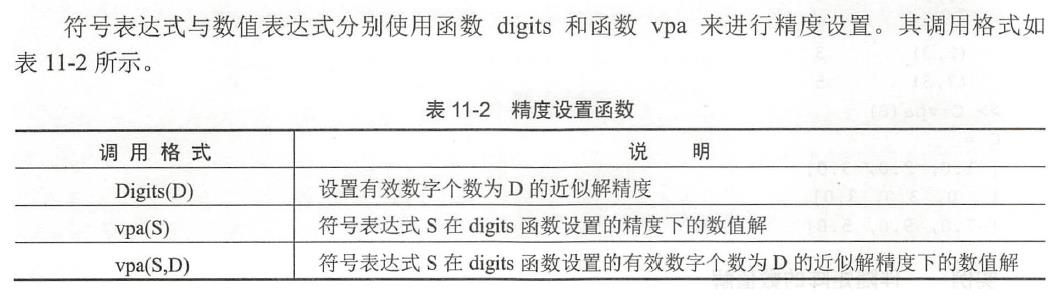 符号表达式与数值表达式分别使用函数 digits 和函数 vpa 来进行精度设置。其调用格式如
表 11-2 所示。
表 11-2 精度设置函数
调 用 格 式 说 明
Digits(D) 设置有效数字个数为 D 的近似解精度
vpa(S) 符号表达式 S 在 digits 函数设置的精度下的数值解
vpa(S,D) 符号表达式 S 在 digits 函数设置的有效数字个数为 D 的近似解精度下的数值解